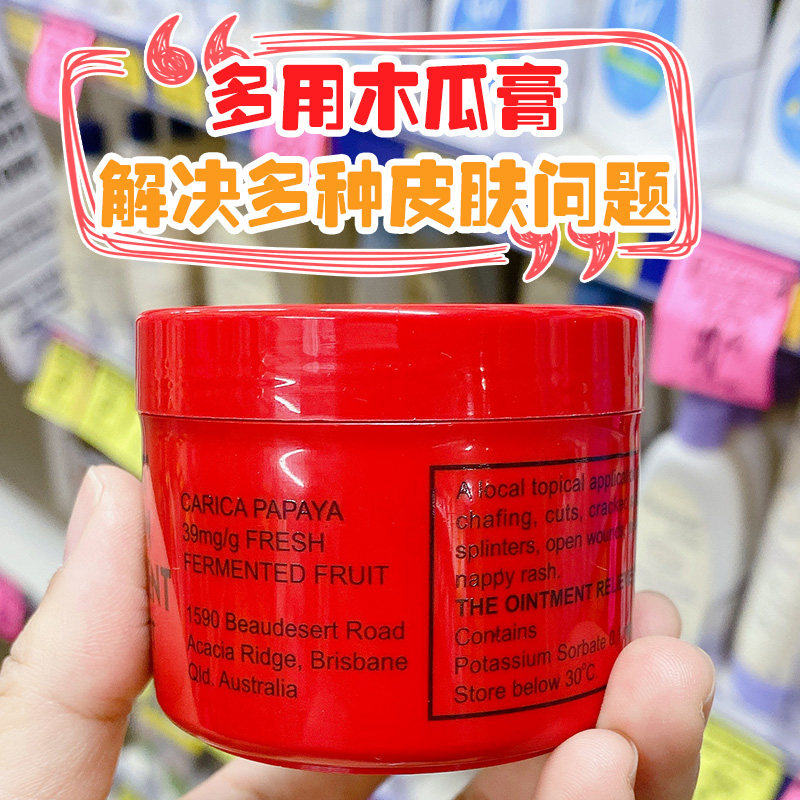 多用木瓜膏
解决多种皮肤问题
CARICA PAPAYA
39mg/g FRESH
FERMENTED FRUIT
1590 Beaudesert Road
Acacia Ridge, Brisbane
Qld. Australia
A local topical
chafing, cuts, cracked
splinters, open
nappy rash.
THE OINTMENT
Contains
Potassium Sorbate
Store below 30°C